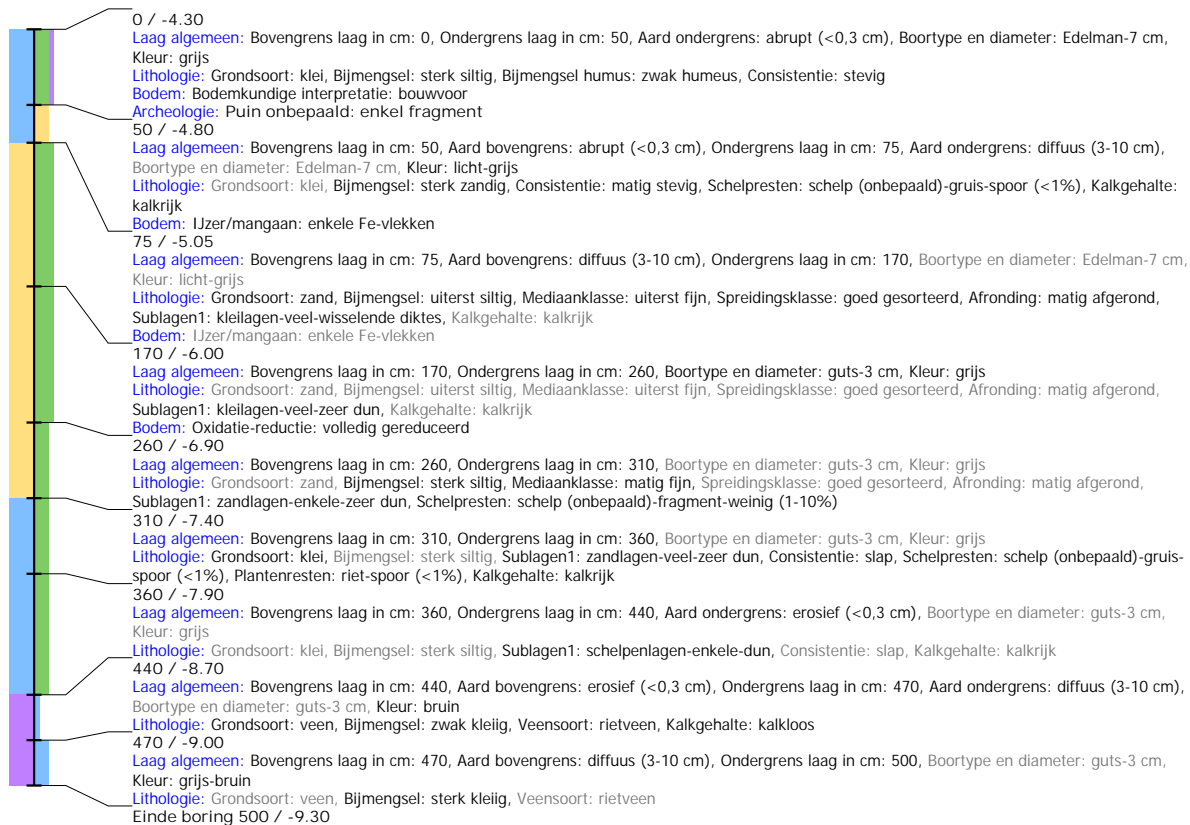 0 / -4.30
Laag algemeen: Bovengrens laag in cm: 0, Ondergrens laag in cm: 50, Aard ondergrens: abrupt (<0,3 cm), Boortype en diameter: Edelman-7 cm,
Kleur: grijs
Lithologie: Grondsoort: klei, Bijmengsel: sterk siltig, Bijmengsel humus: zwak humeus, Consistentie: stevig
Bodem: Bodemkundige interpretatie: bouwvoor
Archeologie: Puin onbepaald: enkel fragment
50 / -4.80
Laag algemeen: Bovengrens laag in cm: 50, Aard bovengrens: abrupt (<0,3 cm), Ondergrens laag in cm: 75, Aard ondergrens: diffuus (3-10 cm),
Boortype en diameter: Edelman-7 cm, Kleur: licht-grijs
Lithologie: Grondsoort: klei, Bijmengsel: sterk zandig, Consistentie: matig stevig, Schelpresten: schelp (onbepaald)-gruis-spoor (<1%), Kalkgehalte:
kalkrijk
Bodem: IJzer/mangaan: enkele Fe-vlekken
75 / -5.05
Laag algemeen: Bovengrens laag in cm: 75, Aard bovengrens: diffuus (3-10 cm), Ondergrens laag in cm: 170, Boortype en diameter: Edelman-7 cm,
Kleur: licht-grijs
Lithologie: Grondsoort: zand, Bijmengsel: uiterst siltig, Mediaanklasse: uiterst fijn, Spreidingsklasse: goed gesorteerd, Afronding: matig afgerond,
Sublagen1: kleilagen-veel-wisselende diktes, Kalkgehalte: kalkrijk
Bodem: IJzer/mangaan: enkele Fe-vlekken
170 / -6.00
Laag algemeen: Bovengrens laag in cm: 170, Ondergrens laag in cm: 260, Boortype en diameter: guts-3 cm, Kleur: grijs
Lithologie: Grondsoort: zand, Bijmengsel: uiterst siltig, Mediaanklasse: uiterst fijn, Spreidingsklasse: goed gesorteerd, Afronding: matig afgerond,
Sublagen1: kleilagen-veel-zeer dun, Kalkgehalte: kalkrijk
Bodem: Oxidatie-reductie: volledig gereduceerd
260 / -6.90
Laag algemeen: Bovengrens laag in cm: 260, Ondergrens laag in cm: 310, Boortype en diameter: guts-3 cm, Kleur: grijs
Lithologie: Grondsoort: zand, Bijmengsel: sterk siltig, Mediaanklasse: matig fijn, Spreidingsklasse: goed gesorteerd, Afronding: matig afgerond,
Sublagen1: zandlagen-enkele-zeer dun, Schelpresten: schelp (onbepaald)-fragment-weinig (1-10%)
310 / -7.40
Laag algemeen: Bovengrens laag in cm: 310, Ondergrens laag in cm: 360, Boortype en diameter: guts-3 cm, Kleur: grijs
Lithologie: Grondsoort: klei, Bijmengsel: sterk siltig, Sublagen1: zandlagen-veel-zeer dun, Consistentie: slap, Schelpresten: schelp (onbepaald)-gruis-
spoor (<1%), Plantenresten: riet-spoor (<1%), Kalkgehalte: kalkrijk
360 / -7.90
Laag algemeen: Bovengrens laag in cm: 360, Ondergrens laag in cm: 440, Aard ondergrens: erosief (<0,3 cm), Boortype en diameter: guts-3 cm,
Kleur: grijs
Lithologie: Grondsoort: klei, Bijmengsel: sterk siltig, Sublagen1: schelpenlagen-enkele-dun, Consistentie: slap, Kalkgehalte: kalkrijk
440 / -8.70
Laag algemeen: Bovengrens laag in cm: 440, Aard bovengrens: erosief (<0,3 cm), Ondergrens laag in cm: 470, Aard ondergrens: diffuus (3-10 cm),
Boortype en diameter: guts-3 cm, Kleur: bruin
Lithologie: Grondsoort: veen, Bijmengsel: zwak kleiig, Veensoort: rietveen, Kalkgehalte: kalkloos
470 / -9.00
Laag algemeen: Bovengrens laag in cm: 470, Aard bovengrens: diffuus (3-10 cm), Ondergrens laag in cm: 500, Boortype en diameter: guts-3 cm,
Kleur: grijs-bruin
Lithologie: Grondsoort: veen, Bijmengsel: sterk kleiig, Veensoort: rietveen
Einde boring 500 / -9.30